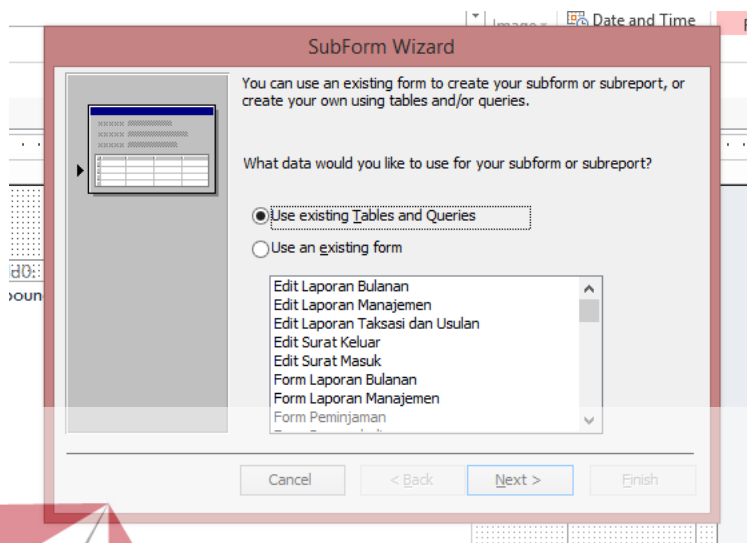 Image
Date and Time
SubForm Wizard
You can use an existing form to create your subform or subreport, or
create your own using tables and/or queries.
What data would you like to use for your subform or subreport?
Use existing Tables and Queries
Use an existing form
Edit Laporan Bulanan
Edit Laporan Manajemen
Edit Laporan Taksasi dan Usulan
Edit Surat Keluar
Edit Surat Masuk
Form Laporan Bulanan
Form Laporan Manajemen
Form Peminjaman
Cancel
< Back
Next >
Finish